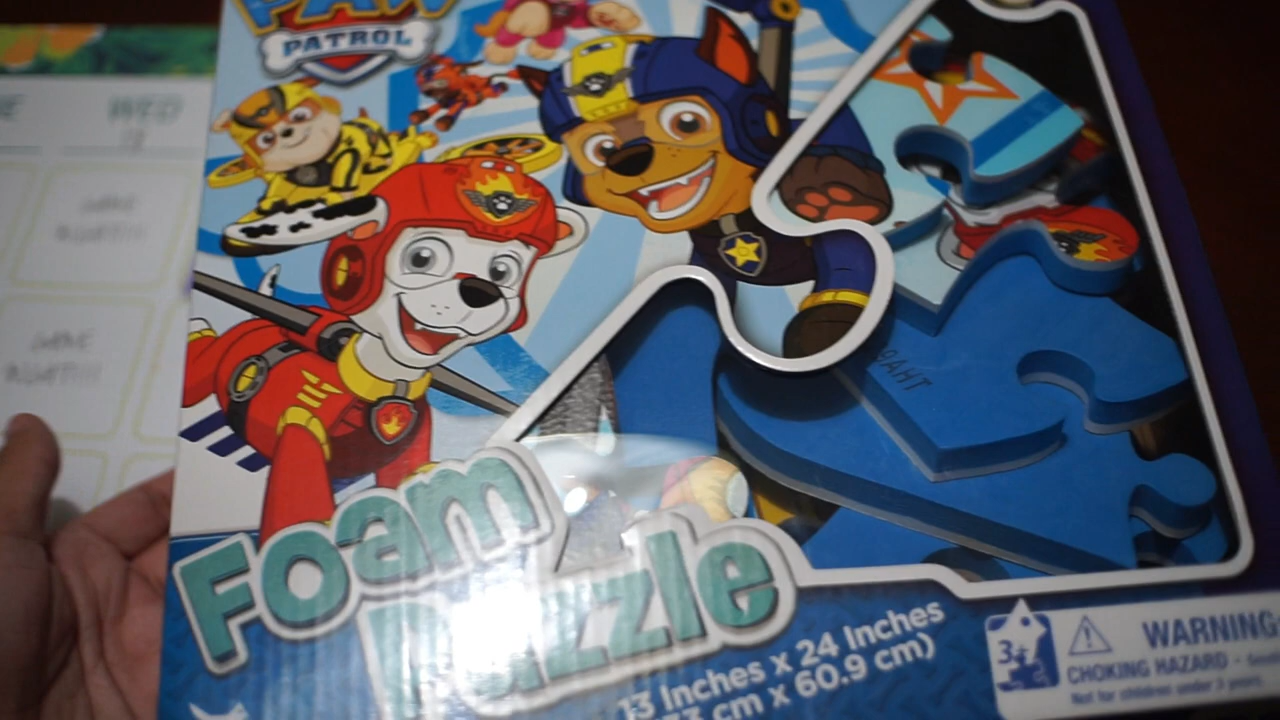 PAW
PATROL
WED
Foam
Puzzle
13 Inches x 24 Inches
cm x 60.9 cm)
3+
WARNING:
CHOKING HAZARD -
Not for children under 3 years.